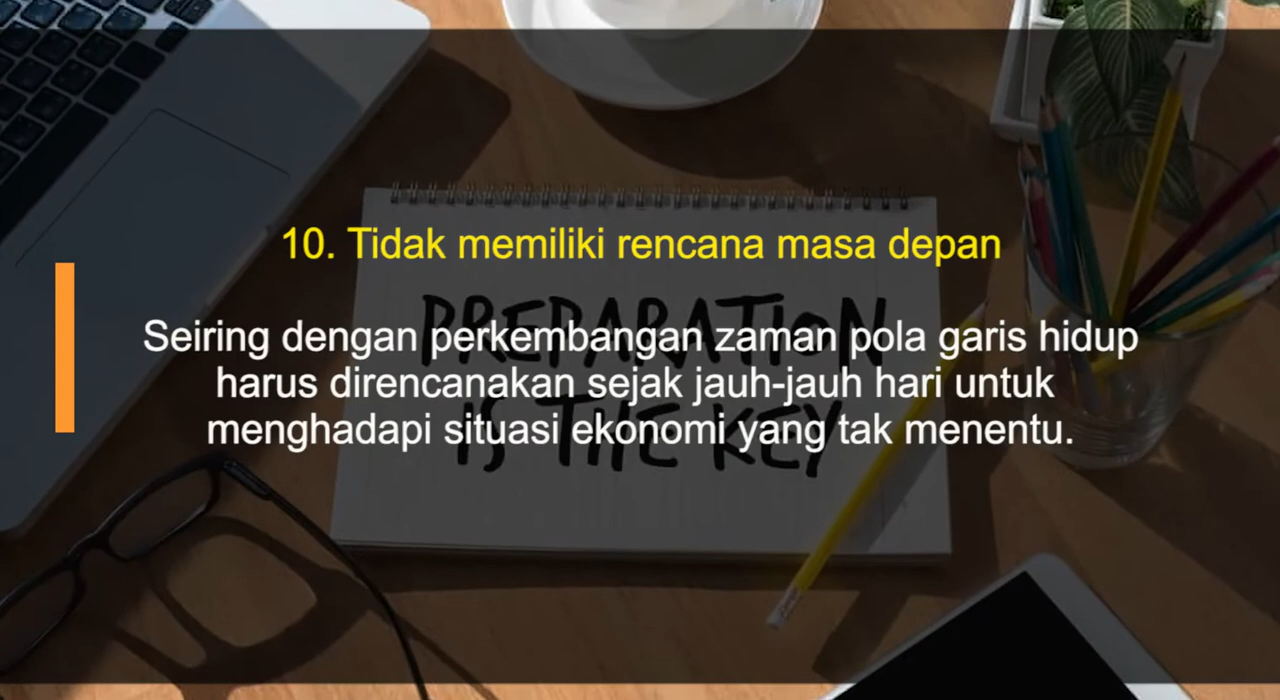 10. Tidak memiliki rencana masa depan
Seiring dengan perkembangan zaman pola garis hidup
harus direncanakan sejak jauh-jauh hari untuk
menghadapi situasi ekonomi yang tak menentu.
PREPARATION
IS THE KEY